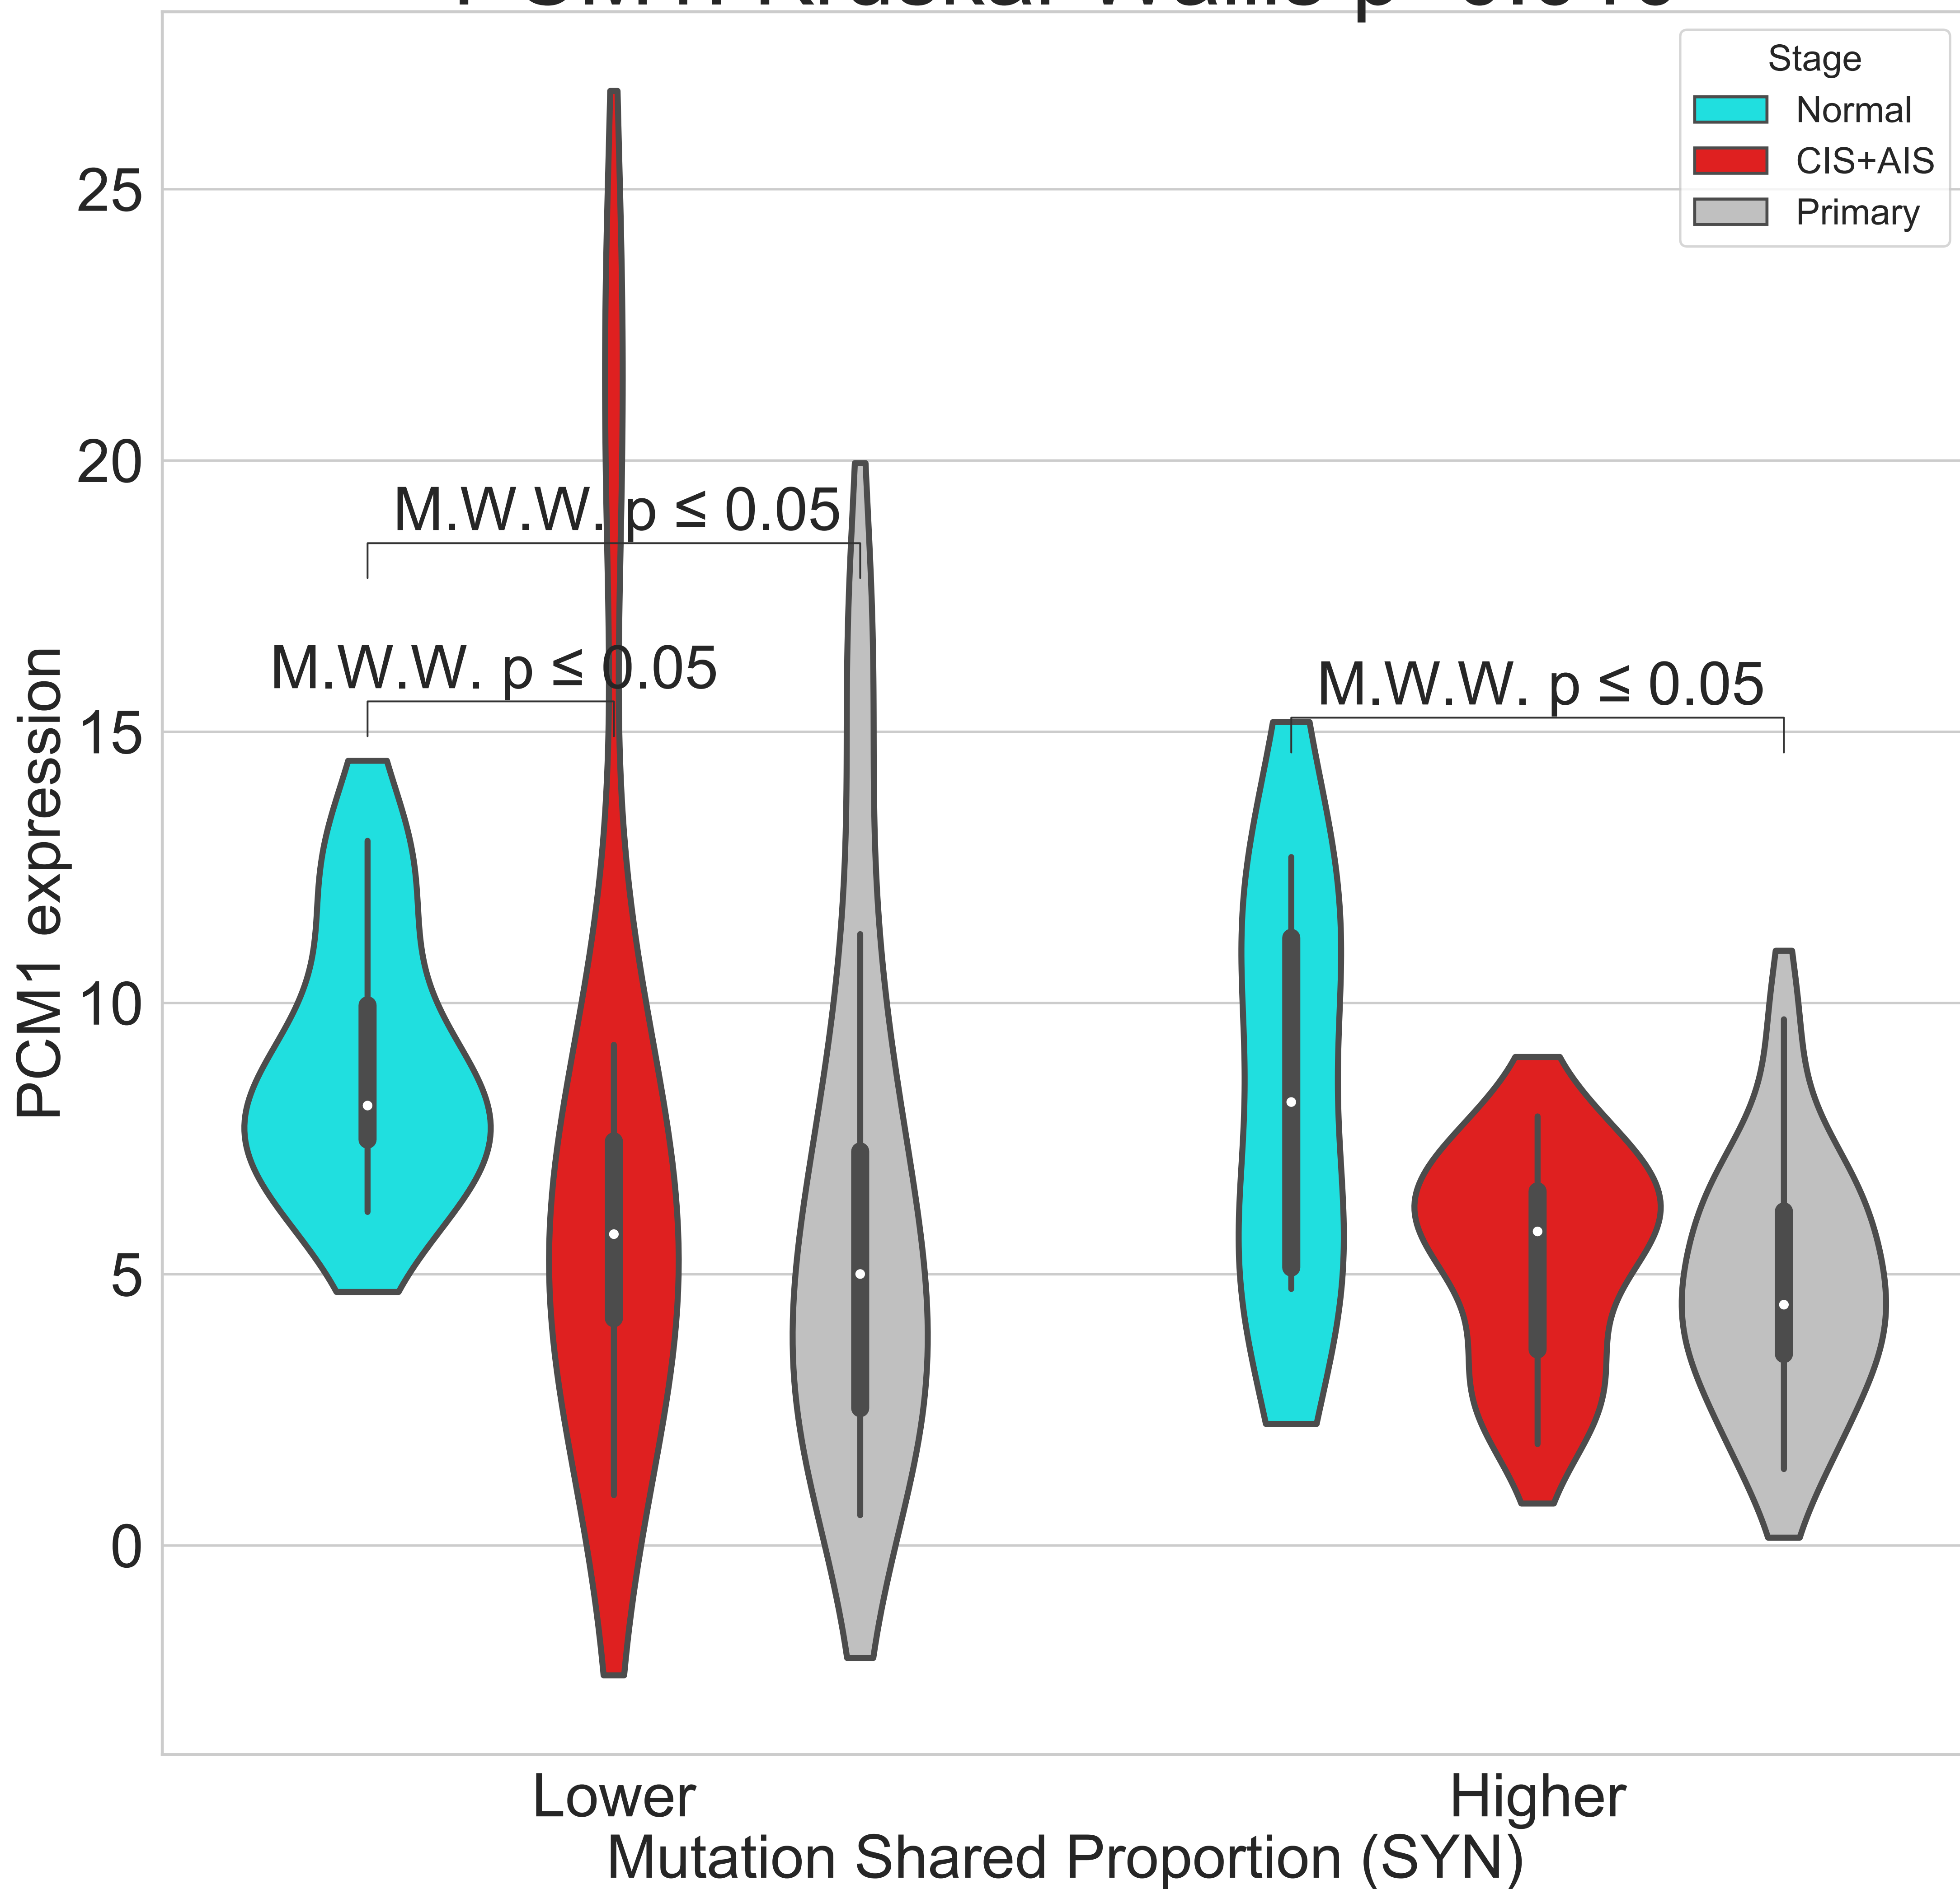 Stage
Normal
CIS+AIS
Primary
25
20
15
10
5
0
PCM1 expression
M.W.W. p ≤ 0.05
M.W.W. p ≤ 0.05
M.W.W. p ≤ 0.05
Lower
Higher
Mutation Shared Proportion (SYN)